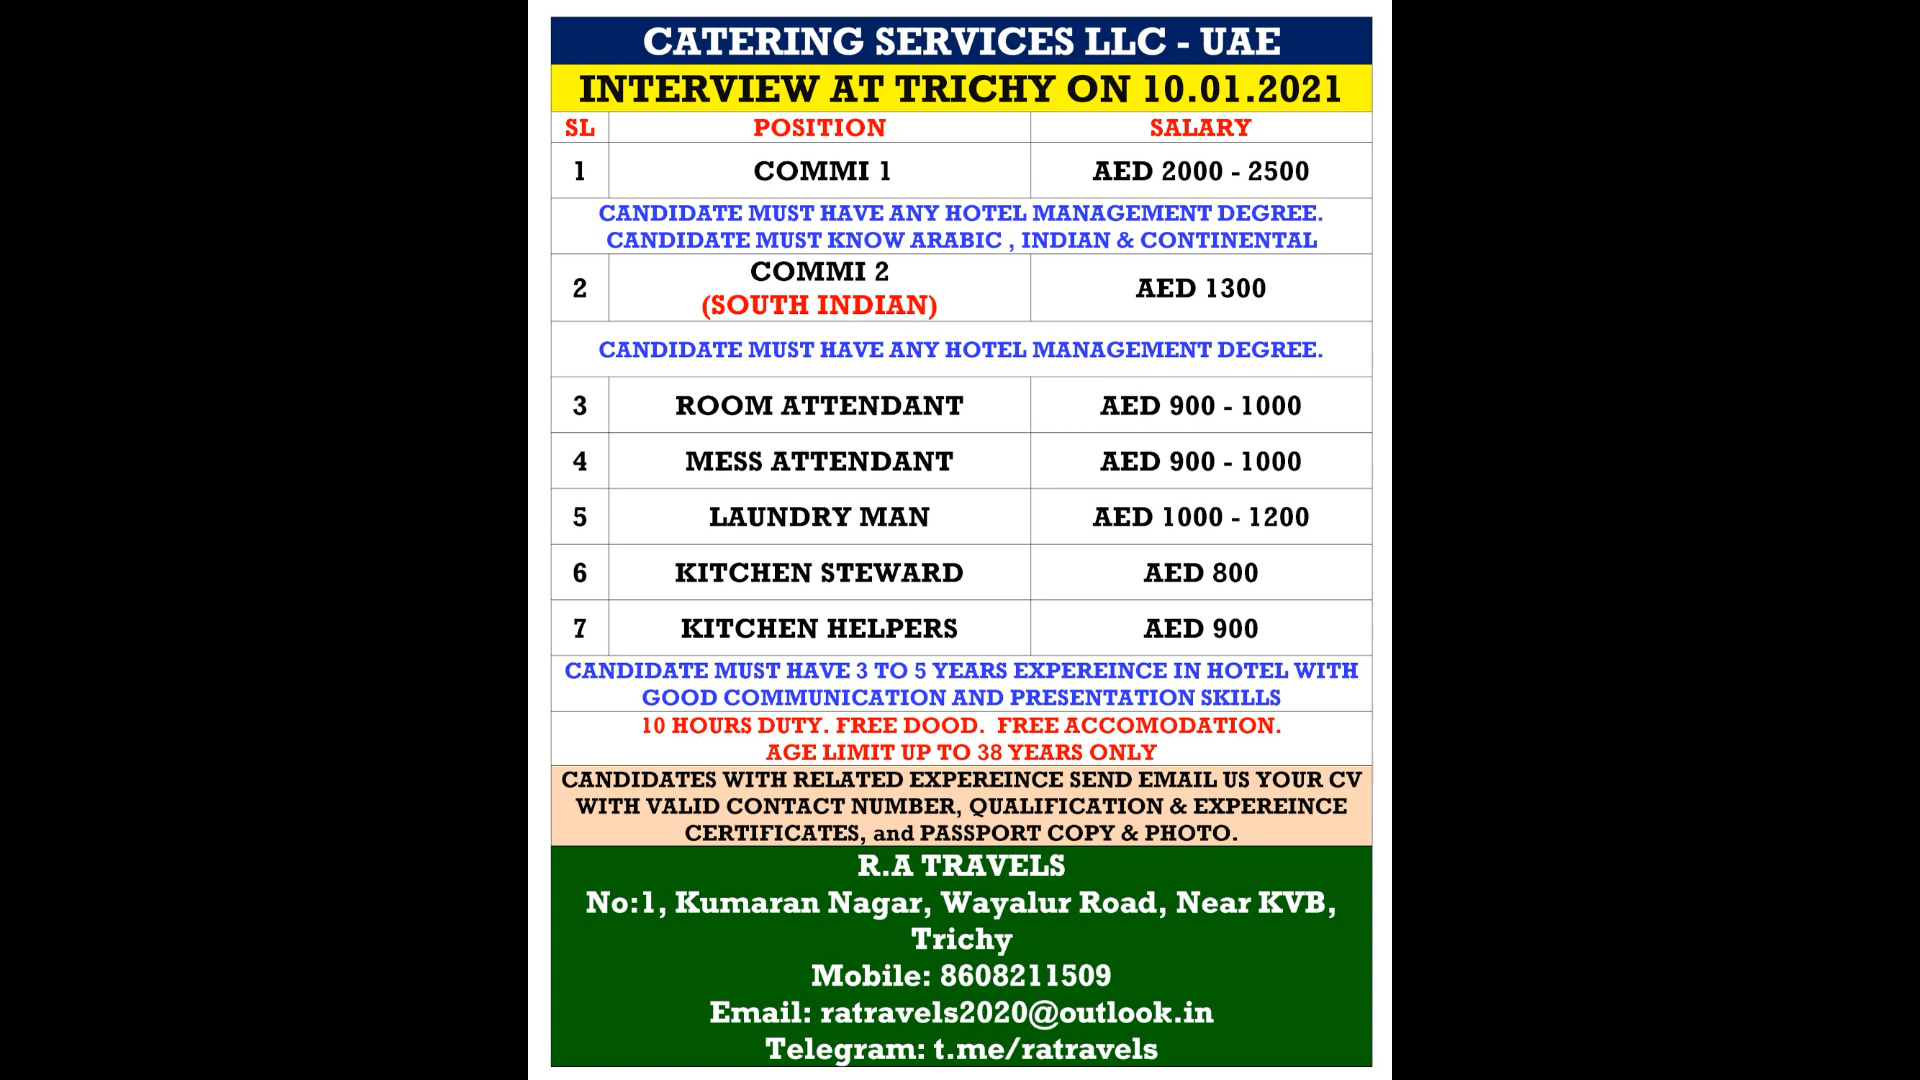 CATERING SERVICES LLC - UAE
INTERVIEW AT TRICHY ON 10.01.2021
SL POSITION SALARY
1 COMMI 1 AED 2000 - 2500
CANDIDATE MUST HAVE ANY HOTEL MANAGEMENT DEGREE.
CANDIDATE MUST KNOW ARABIC , INDIAN & CONTINENTAL
2 COMMI 2 AED 1300
(SOUTH INDIAN)
CANDIDATE MUST HAVE ANY HOTEL MANAGEMENT DEGREE.
3 ROOM ATTENDANT AED 900 - 1000
4 MESS ATTENDANT AED 900 - 1000
5 LAUNDRY MAN AED 1000 - 1200
6 KITCHEN STEWARD AED 800
7 KITCHEN HELPERS AED 900
CANDIDATE MUST HAVE 3 TO 5 YEARS EXPEREINCE IN HOTEL WITH
GOOD COMMUNICATION AND PRESENTATION SKILLS
10 HOURS DUTY. FREE DOOD. FREE ACCOMODATION.
AGE LIMIT UP TO 38 YEARS ONLY
CANDIDATES WITH RELATED EXPEREINCE SEND EMAIL US YOUR CV
WITH VALID CONTACT NUMBER, QUALIFICATION & EXPEREINCE
CERTIFICATES, and PASSPORT COPY & PHOTO.
R.A TRAVELS
No:1, Kumaran Nagar, Wayalur Road, Near KVB,
Trichy
Mobile: 8608211509
Email: ratravels2020@outlook.in
Telegram: t.me/ratravels